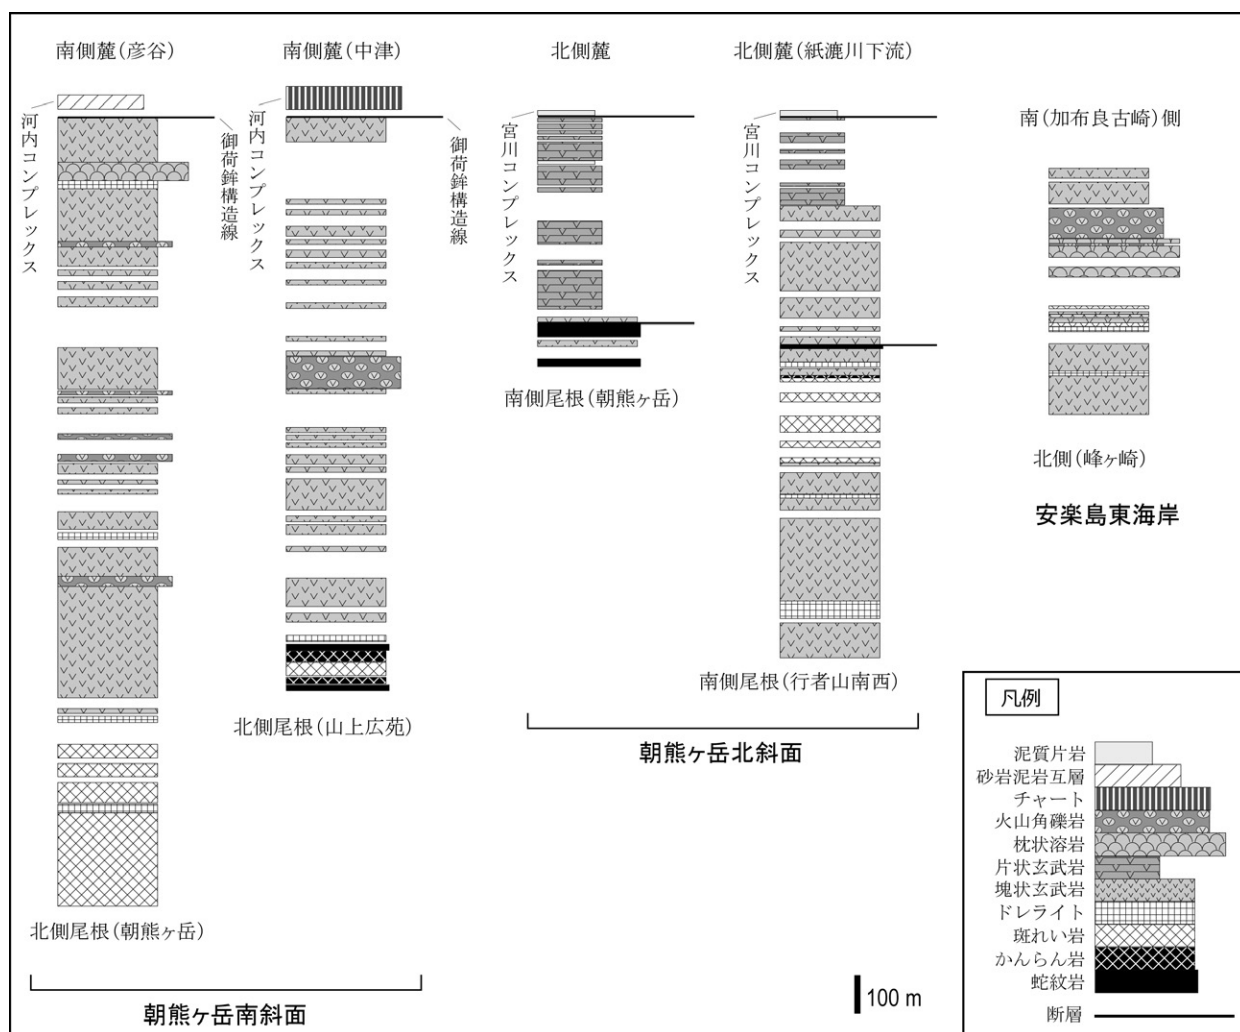 南側麓(彦谷)
南側麓(中津)
北側麓
北側麓(紙漉川下流)
南(加布良古崎)側
河内コンプレックス
御荷鉾構造線
河内コンプレックス
御荷鉾構造線
宮川コンプレックス
宮川コンプレックス
南側尾根(朝熊ヶ岳)
北側(峰ヶ崎)
安楽島東海岸
南側尾根(行者山南西)
北側尾根(山上広苑)
朝熊ヶ岳北斜面
北側尾根(朝熊ヶ岳)
朝熊ヶ岳南斜面
100 m
凡例
泥質片岩
砂岩泥岩互層
チャート
火山角礫岩
枕状溶岩
片状玄武岩
塊状玄武岩
ドレライト
斑れい岩
かんらん岩
蛇紋岩
断層